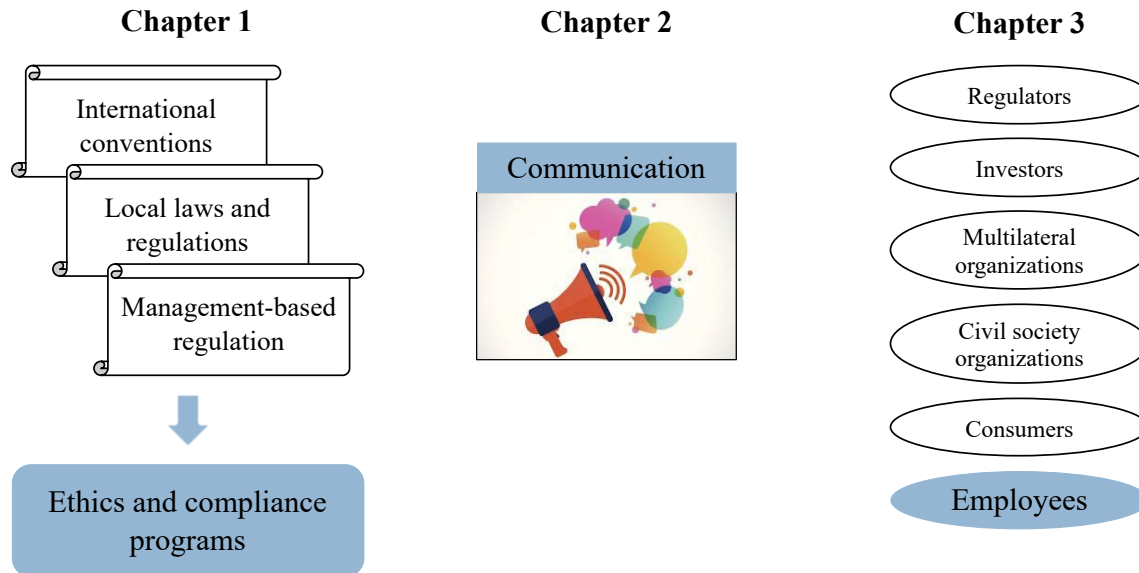 Chapter 1
International
conventions
Local laws and
regulations
Management-based
regulation
Ethics and compliance
programs
Chapter 2
Communication
Chapter 3
Regulators
Investors
Multilateral
organizations
Civil society
organizations
Consumers
Employees